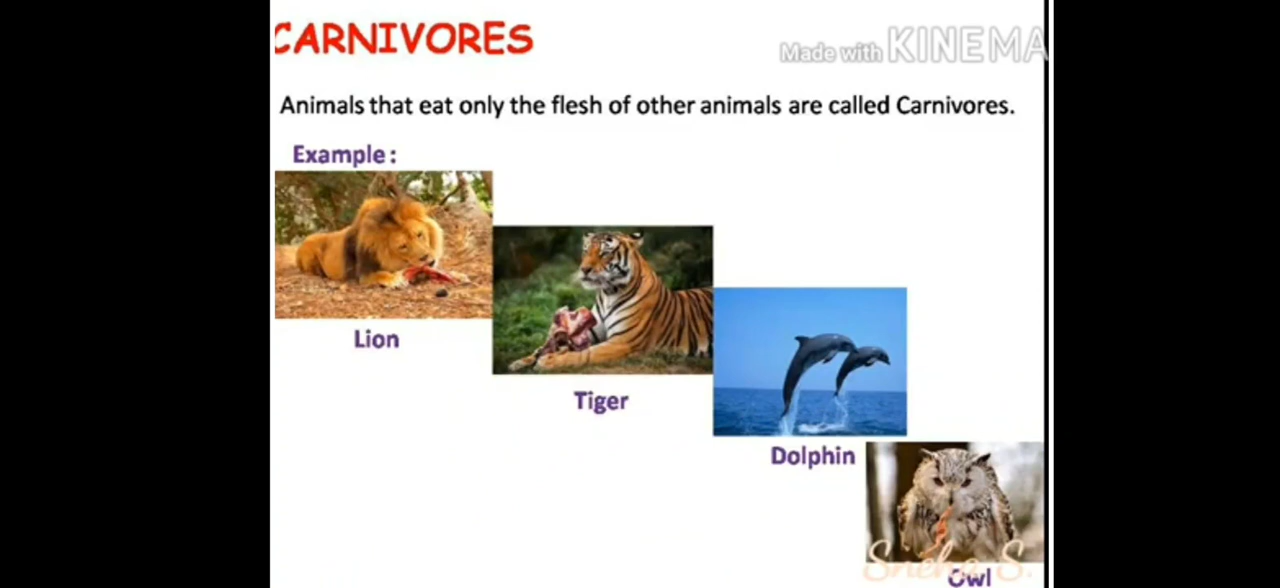 CARNIVORES
Made with KINEMA
Animals that eat only the flesh of other animals are called Carnivores.
Example :
Lion
Tiger
Dolphin
Sneha S.
Owl